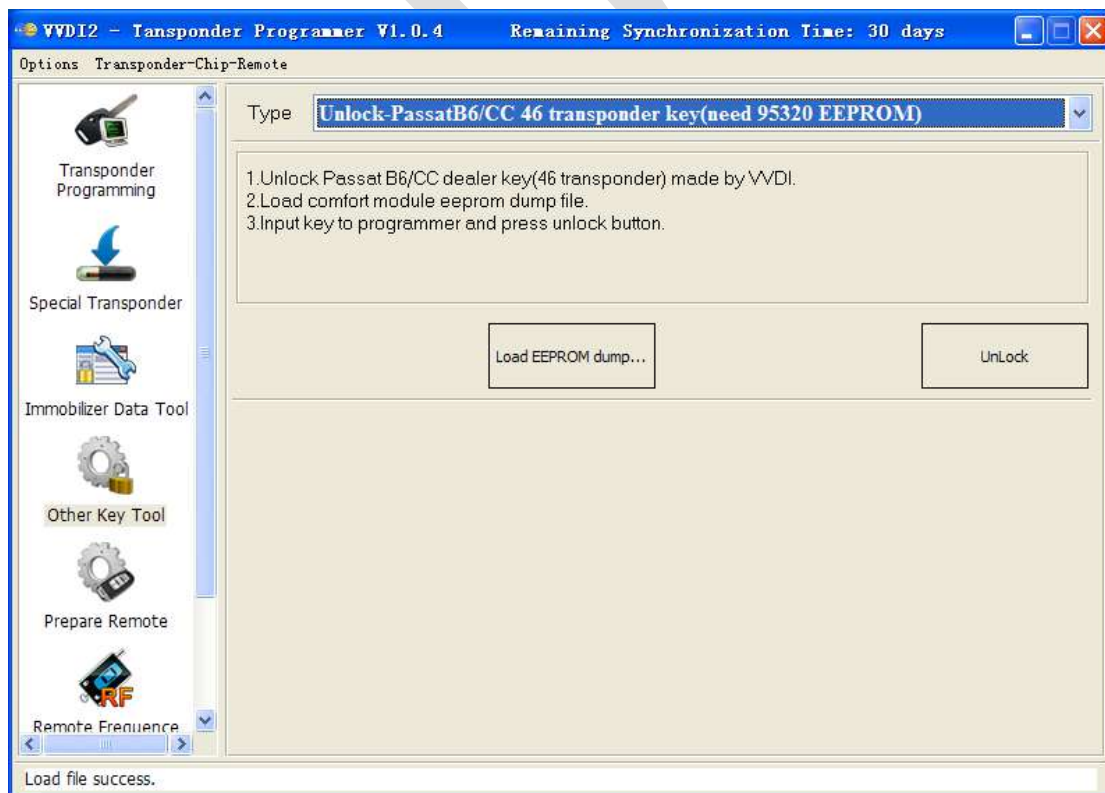 VVDI2 - Tansponder Programmer V1.0.4 Remaining Synchronization Time: 30 days
Options Transponder-Chip-Remote
Transponder
Programming
Special Transponder
Immobilizer Data Tool
Other Key Tool
Prepare Remote
RF
Remote Frequence
Type Unlock-PassatB6/CC 46 transponder key(need 95320 EEPROM)
1.Unlock Passat B6/CC dealer key(46 transponder) made by VVDI.
2.Load comfort module eeprom dump file.
3.Input key to programmer and press unlock button.
Load EEPROM dump... UnLock
Load file success.